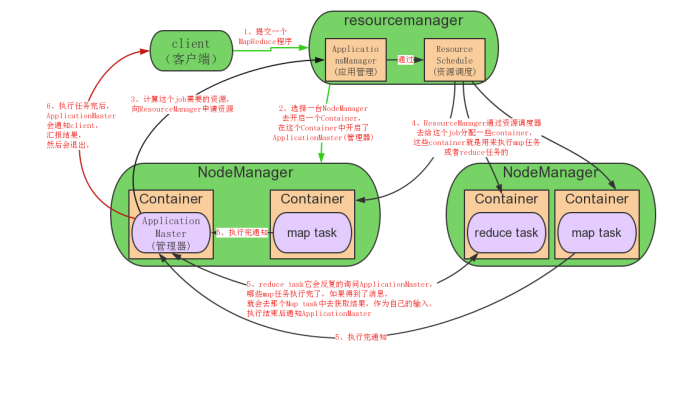 resourcemanager
client
(客户端)
1、提交一个
MapReduce程序
Applicatio
nsManager
(应用管理)
通过
Resource
Schedule
(资源调度)
6、执行任务完后,
ApplicationMaster
会通知client,
汇报结果,
然后会退出。
3、计算这个job需要的资源,
向ResourceManager申请资源
2、选择一台NodeManager
去开启一个Container,
在这个Container中开启了
ApplicationMaster(管理器)
4、ResourceManager通过资源调度器
去给这个job分配一些container,
这些container就是用来执行map任务
或者reduce任务的
NodeManager
Container
Application
Master
(管理器)
5、执行完通知
Container
map task
NodeManager
Container
reduce task
Container
map task
5、reduce task它会反复的询问ApplicationMaster,
哪些map任务执行完了, 如果得到了消息,
就会去那个Map task中去获取结果, 作为自己的输入,
执行结束后通知ApplicationMaster
5、执行完通知